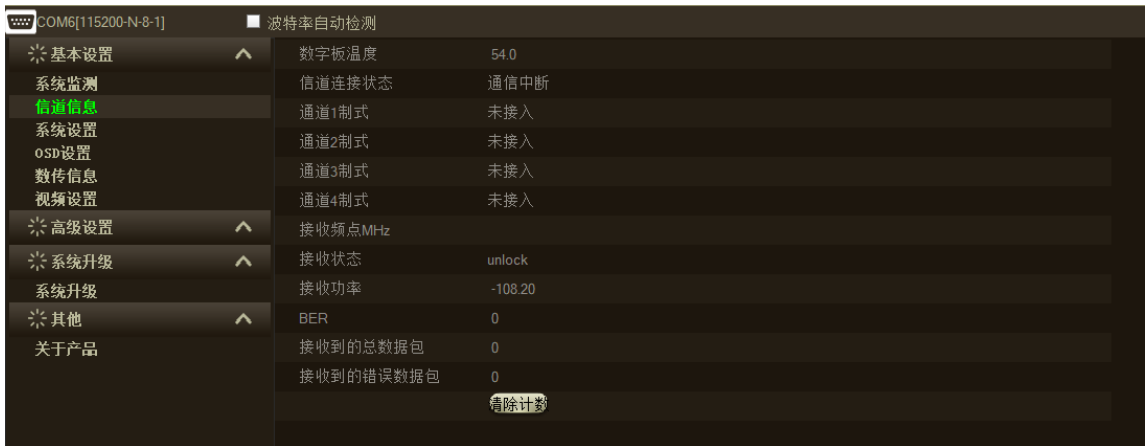 COM6[115200-N-8-1] 波特率自动检测
基本设置
系统监测
信道信息
系统设置
OSD设置
数传信息
视频设置
高级设置
系统升级
系统升级
其他
关于产品
数字板温度 54.0
信道连接状态 通信中断
通道1制式 未接入
通道2制式 未接入
通道3制式 未接入
通道4制式 未接入
接收频点MHz
接收状态 unlock
接收功率 -108.20
BER 0
接收到的总数据包 0
接收到的错误数据包 0
清除计数